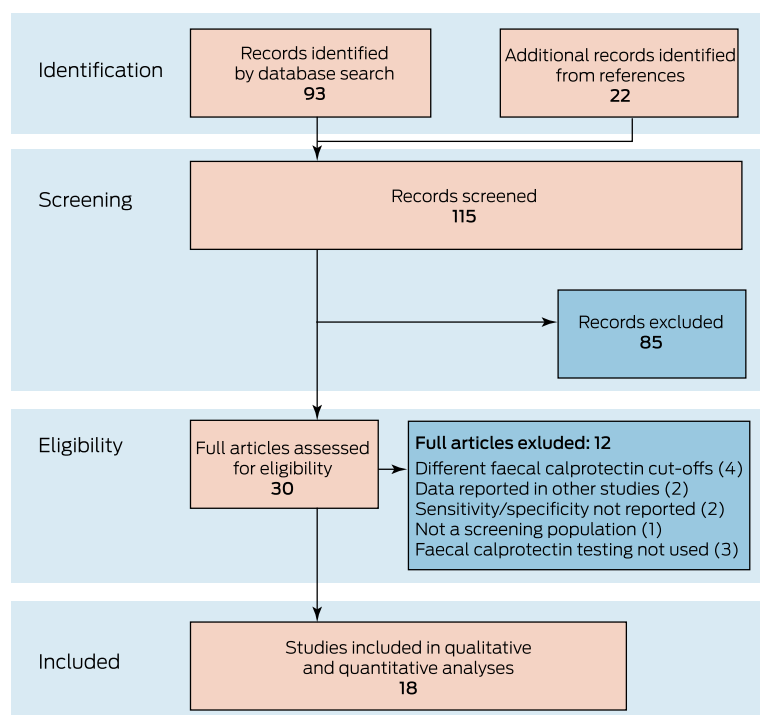 Identification
Records identified
by database search
93
Additional records identified
from references
22
Screening
Records screened
115
Records excluded
85
Eligibility
Full articles assessed
for eligibility
30
Full articles exluded: 12
Different faecal calprotectin cut-offs (4)
Data reported in other studies (2)
Sensitivity/specificity not reported (2)
Not a screening population (1)
Faecal calprotectin testing not used (3)
Included
Studies included in qualitative
and quantitative analyses
18